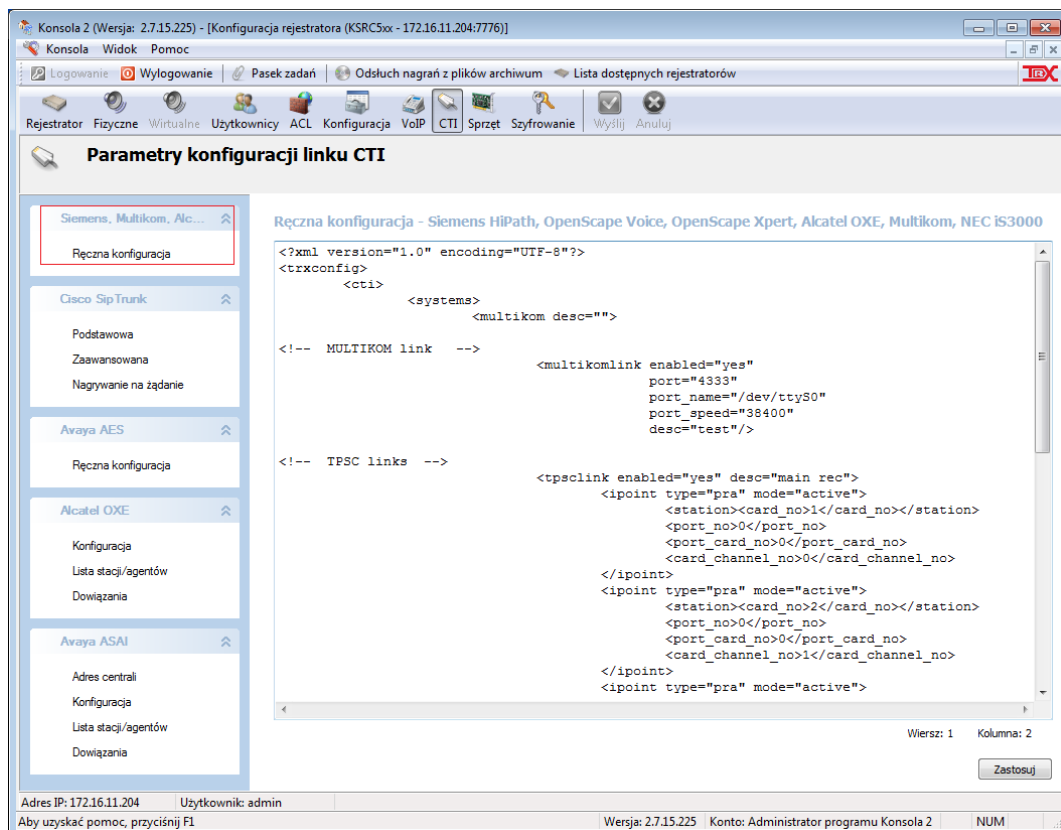 Konsola 2 (Wersja: 2.7.15.225) - [Konfiguracja rejestratora (KSRC5xx - 172.16.11.204:7776)]
Konsola Widok Pomoc
Logowanie Wylogowanie Pasek zadań Odsłuch nagrań z plików archiwum Lista dostępnych rejestratorów TRX
Rejestrator Fizyczne Wirtualne Użytkownicy ACL Konfiguracja VoIP CTI Sprzęt Szyfrowanie Wyślij Anuluj
Parametry konfiguracji linku CTI
Siemens, Multikom, Alc...
Ręczna konfiguracja
Cisco SipTrunk
Podstawowa
Zaawansowana
Nagrywanie na żądanie
Avaya AES
Ręczna konfiguracja
Alcatel OXE
Konfiguracja
Lista stacji/agentów
Dowiązania
Avaya ASAI
Adres centrali
Konfiguracja
Lista stacji/agentów
Dowiązania
Ręczna konfiguracja - Siemens HiPath, OpenScape Voice, OpenScape Xpert, Alcatel OXE, Multikom, NEC iS3000
<?xml version="1.0" encoding="UTF-8"?>
<trxconfig>
<cti>
<systems>
<multikom desc="">
<!-- MULTIKOM link -->
<multikomlink enabled="yes"
port="4333"
port_name="/dev/ttyS0"
port_speed="38400"
desc="test"/>
<!-- TPSC links -->
<tpsclink enabled="yes" desc="main rec">
<ipoint type="pra" mode="active">
<station><card_no>1</card_no></station>
<port_no>0</port_no>
<port_card_no>0</port_card_no>
<card_channel_no>0</card_channel_no>
</ipoint>
<ipoint type="pra" mode="active">
<station><card_no>2</card_no></station>
<port_no>0</port_no>
<port_card_no>0</port_card_no>
<card_channel_no>1</card_channel_no>
</ipoint>
<ipoint type="pra" mode="active">
Wiersz: 1 Kolumna: 2
Zastosuj
Adres IP: 172.16.11.204 Użytkownik: admin
Aby uzyskać pomoc, przyciśnij F1 Wersja: 2.7.15.225 Konto: Administrator programu Konsola 2 NUM